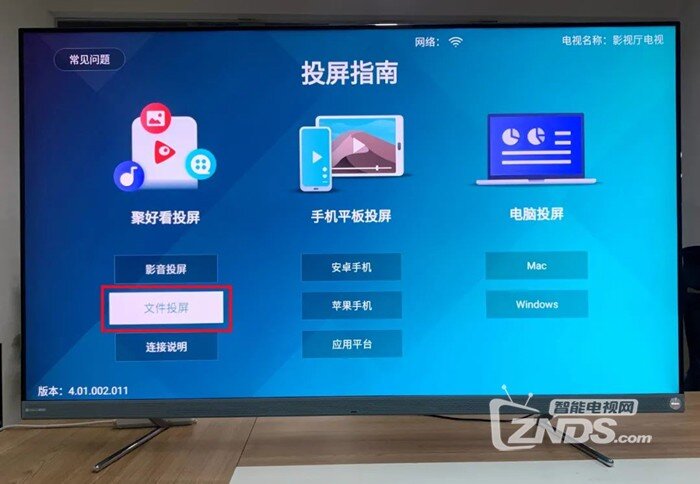 常见问题
网络：
电视名称：影视厅电视
投屏指南
聚好看投屏
手机平板投屏
电脑投屏
影音投屏
安卓手机
Mac
文件投屏
苹果手机
Windows
连接说明
应用平台
版本：4.01.002.011
智能电视网
ZNDS.com